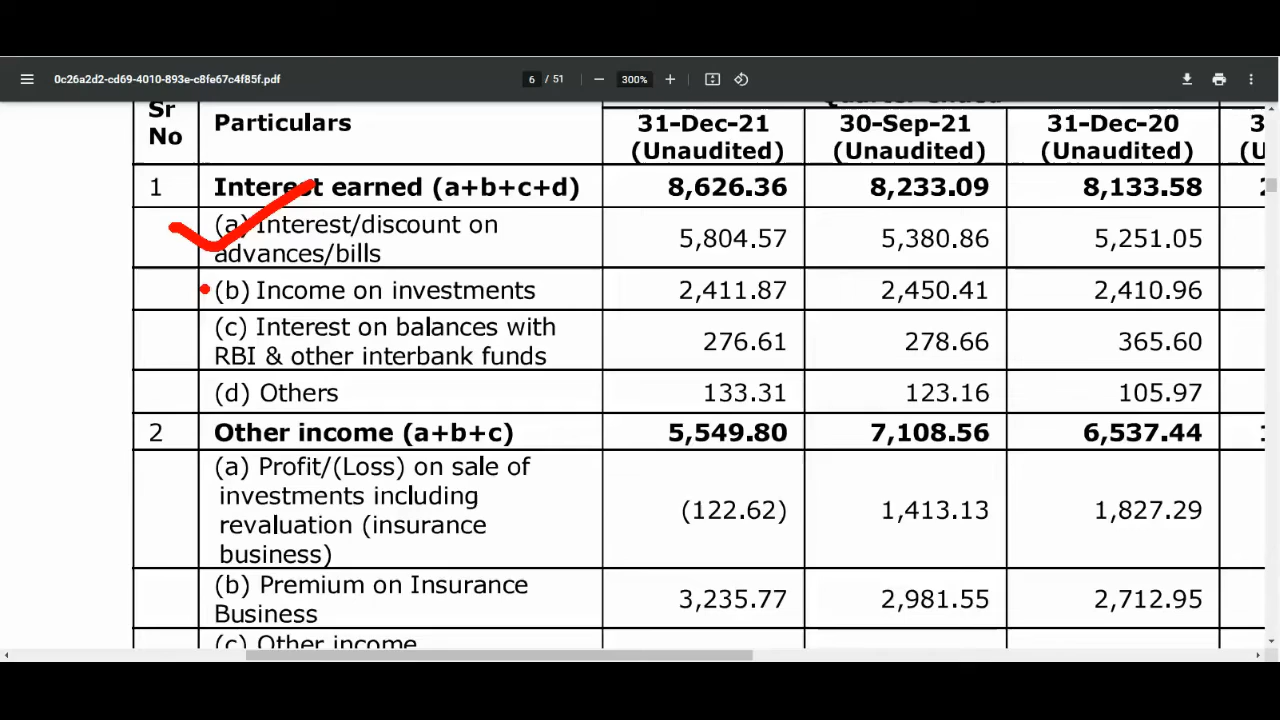 0c26a2d2-cd69-4010-893e-c8fe67c4f85f.pdf 6 / 51 300%
Quarter ended
Sr No Particulars 31-Dec-21 (Unaudited) 30-Sep-21 (Unaudited) 31-Dec-20 (Unaudited)
1 Interest earned (a+b+c+d) 8,626.36 8,233.09 8,133.58
(a) Interest/discount on
advances/bills 5,804.57 5,380.86 5,251.05
(b) Income on investments 2,411.87 2,450.41 2,410.96
(c) Interest on balances with
RBI & other interbank funds 276.61 278.66 365.60
(d) Others 133.31 123.16 105.97
2 Other income (a+b+c) 5,549.80 7,108.56 6,537.44
(a) Profit/(Loss) on sale of
investments including
revaluation (insurance
business) (122.62) 1,413.13 1,827.29
(b) Premium on Insurance
Business 3,235.77 2,981.55 2,712.95
(c) Other income